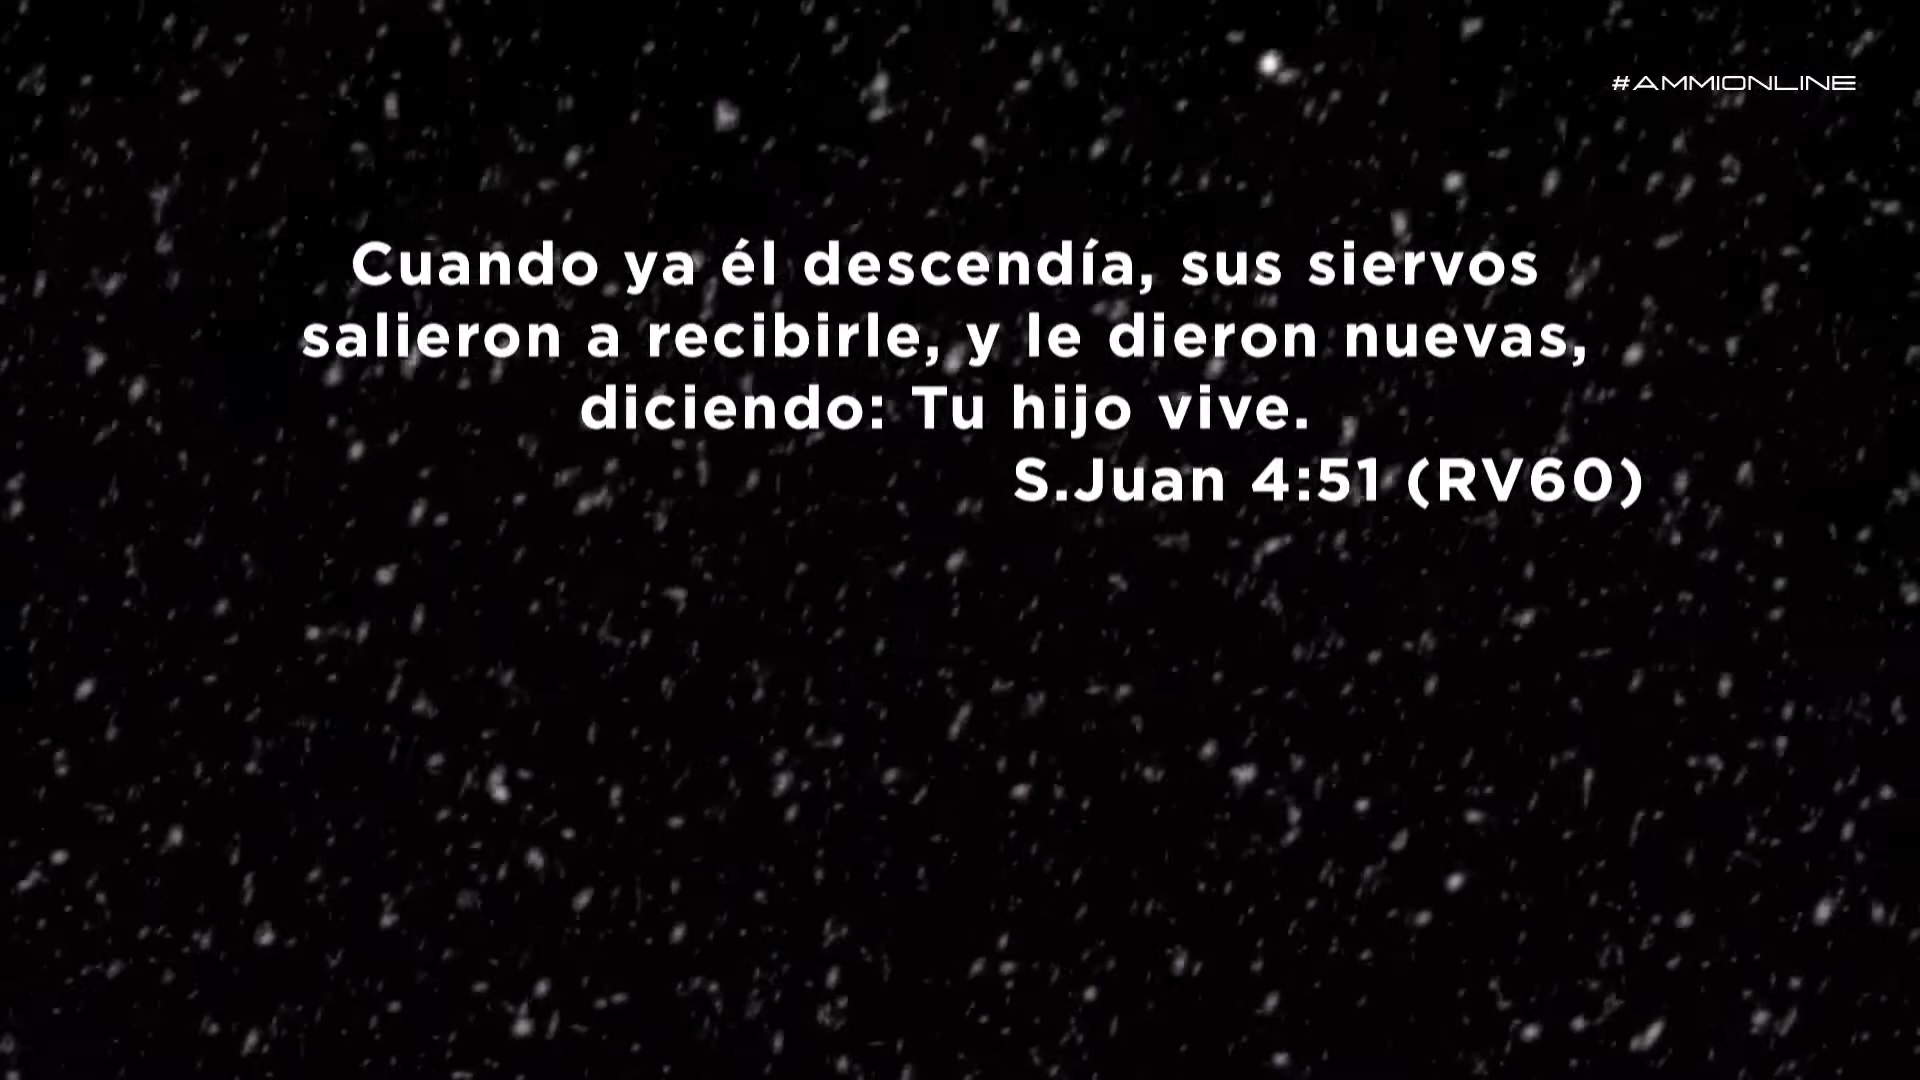 #AMMIONLINE
Cuando ya él descendía, sus siervos
salieron a recibirle, y le dieron nuevas,
diciendo: Tu hijo vive.
S.Juan 4:51 (RV60)